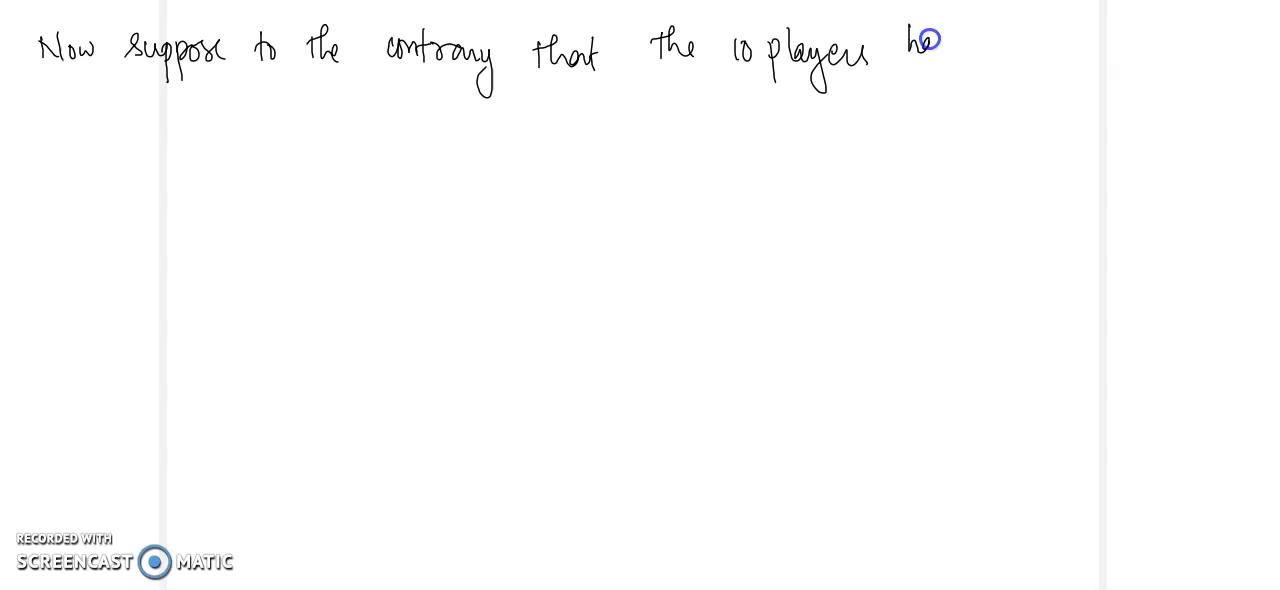 Now suppose to the contrary that the 10 players
RECORDED WITH
SCREENCAST MATIC